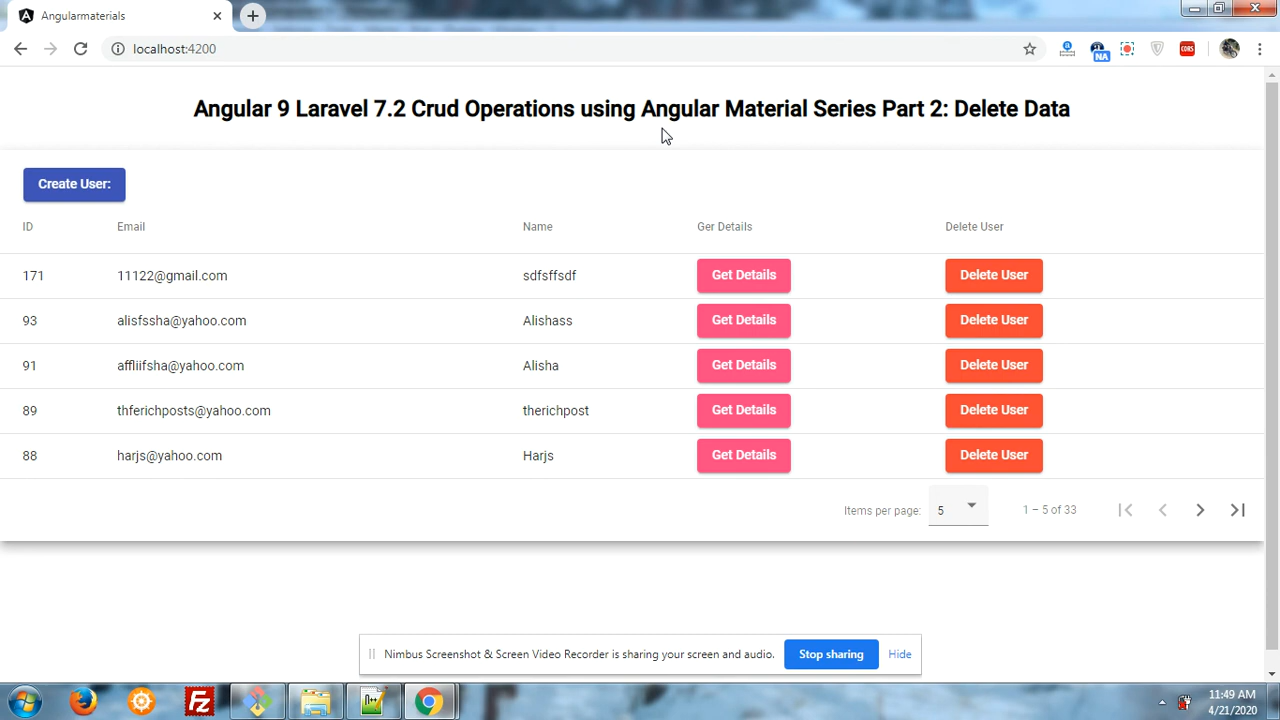 Angularmaterials
localhost:4200
NA
CORS
Angular 9 Laravel 7.2 Crud Operations using Angular Material Series Part 2: Delete Data
Create User:
ID Email Name Ger Details Delete User
171 11122@gmail.com sdfsffsdf Get Details Delete User
93 alisfssha@yahoo.com Alishass Get Details Delete User
91 affliifsha@yahoo.com Alisha Get Details Delete User
89 thferichposts@yahoo.com therichpost Get Details Delete User
88 harjs@yahoo.com Harjs Get Details Delete User
Items per page: 5 1 – 5 of 33
Nimbus Screenshot & Screen Video Recorder is sharing your screen and audio. Stop sharing Hide
Fz
11:49 AM
4/21/2020